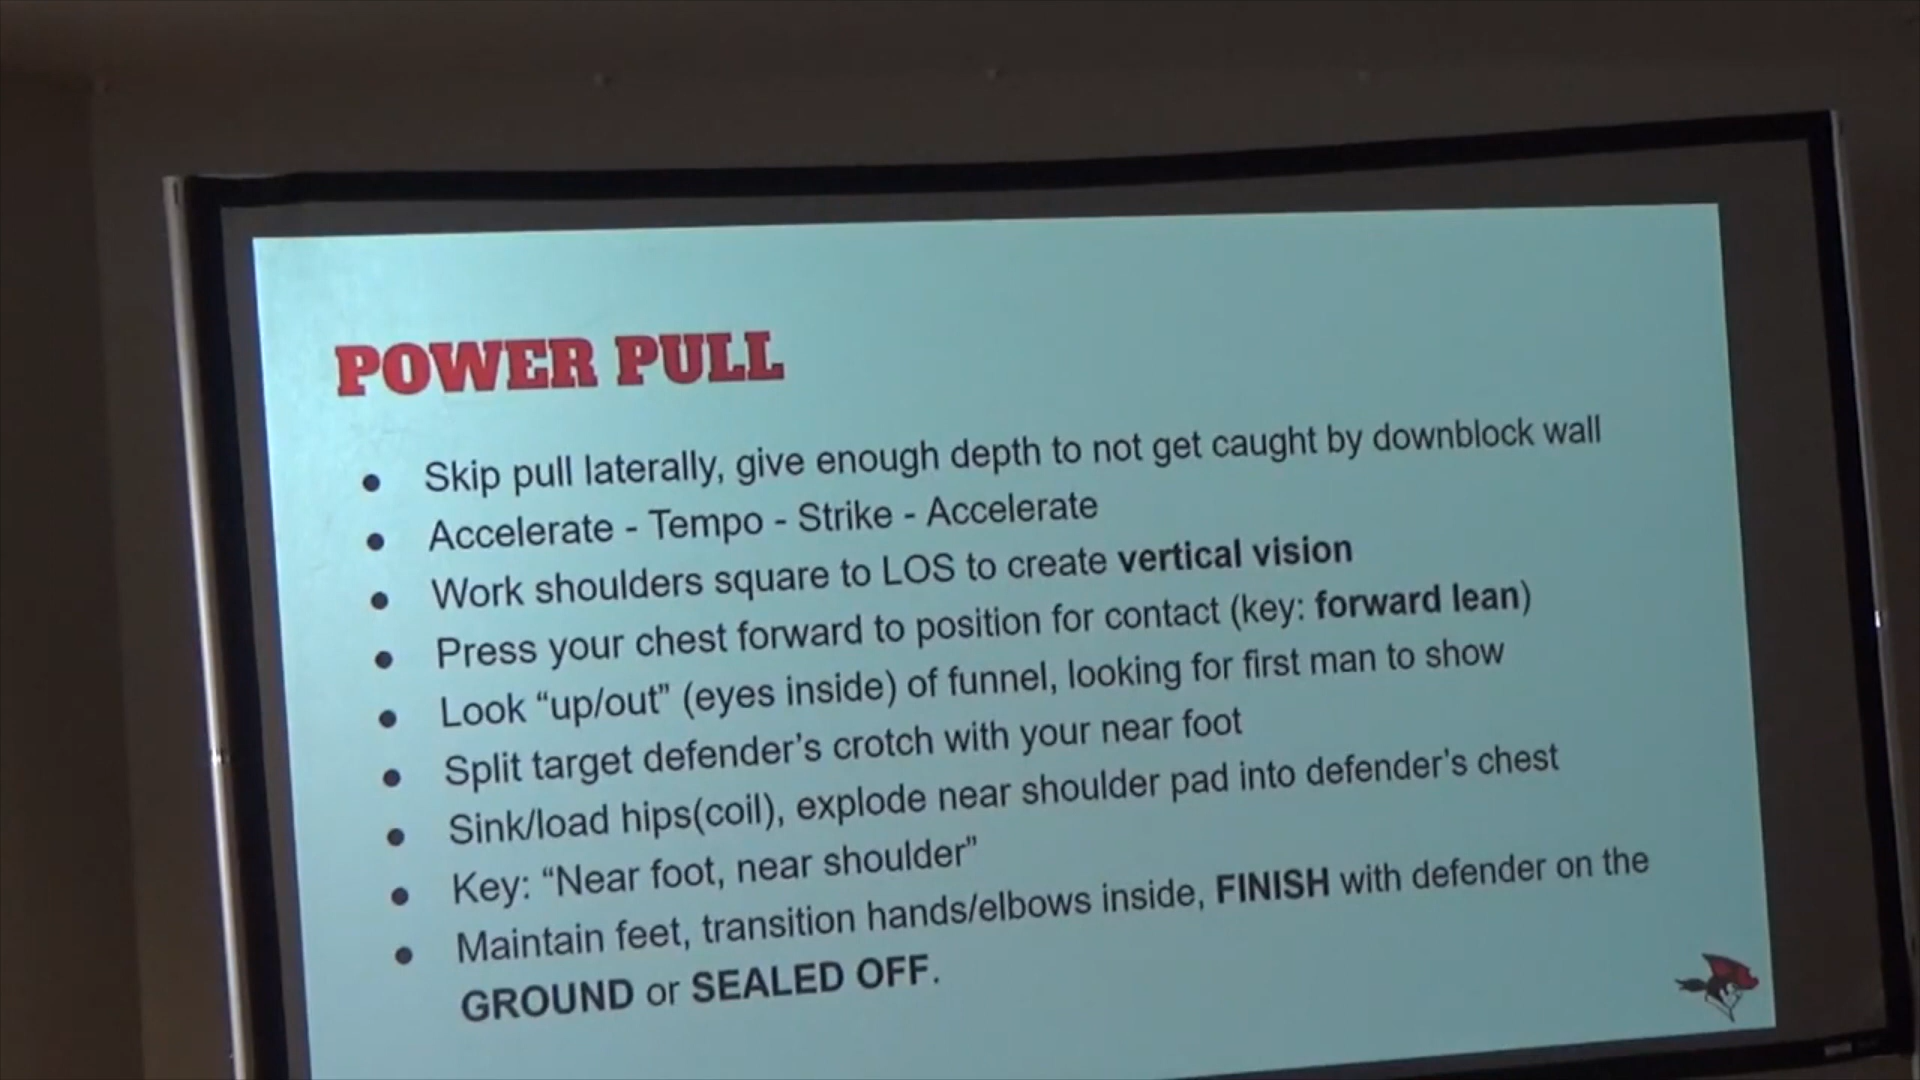 POWER PULL
● Skip pull laterally, give enough depth to not get caught by downblock wall
● Accelerate - Tempo - Strike - Accelerate
● Work shoulders square to LOS to create vertical vision
● Press your chest forward to position for contact (key: forward lean)
● Look “up/out” (eyes inside) of funnel, looking for first man to show
● Split target defender’s crotch with your near foot
● Sink/load hips(coil), explode near shoulder pad into defender’s chest
● Key: “Near foot, near shoulder”
● Maintain feet, transition hands/elbows inside, FINISH with defender on the
GROUND or SEALED OFF.